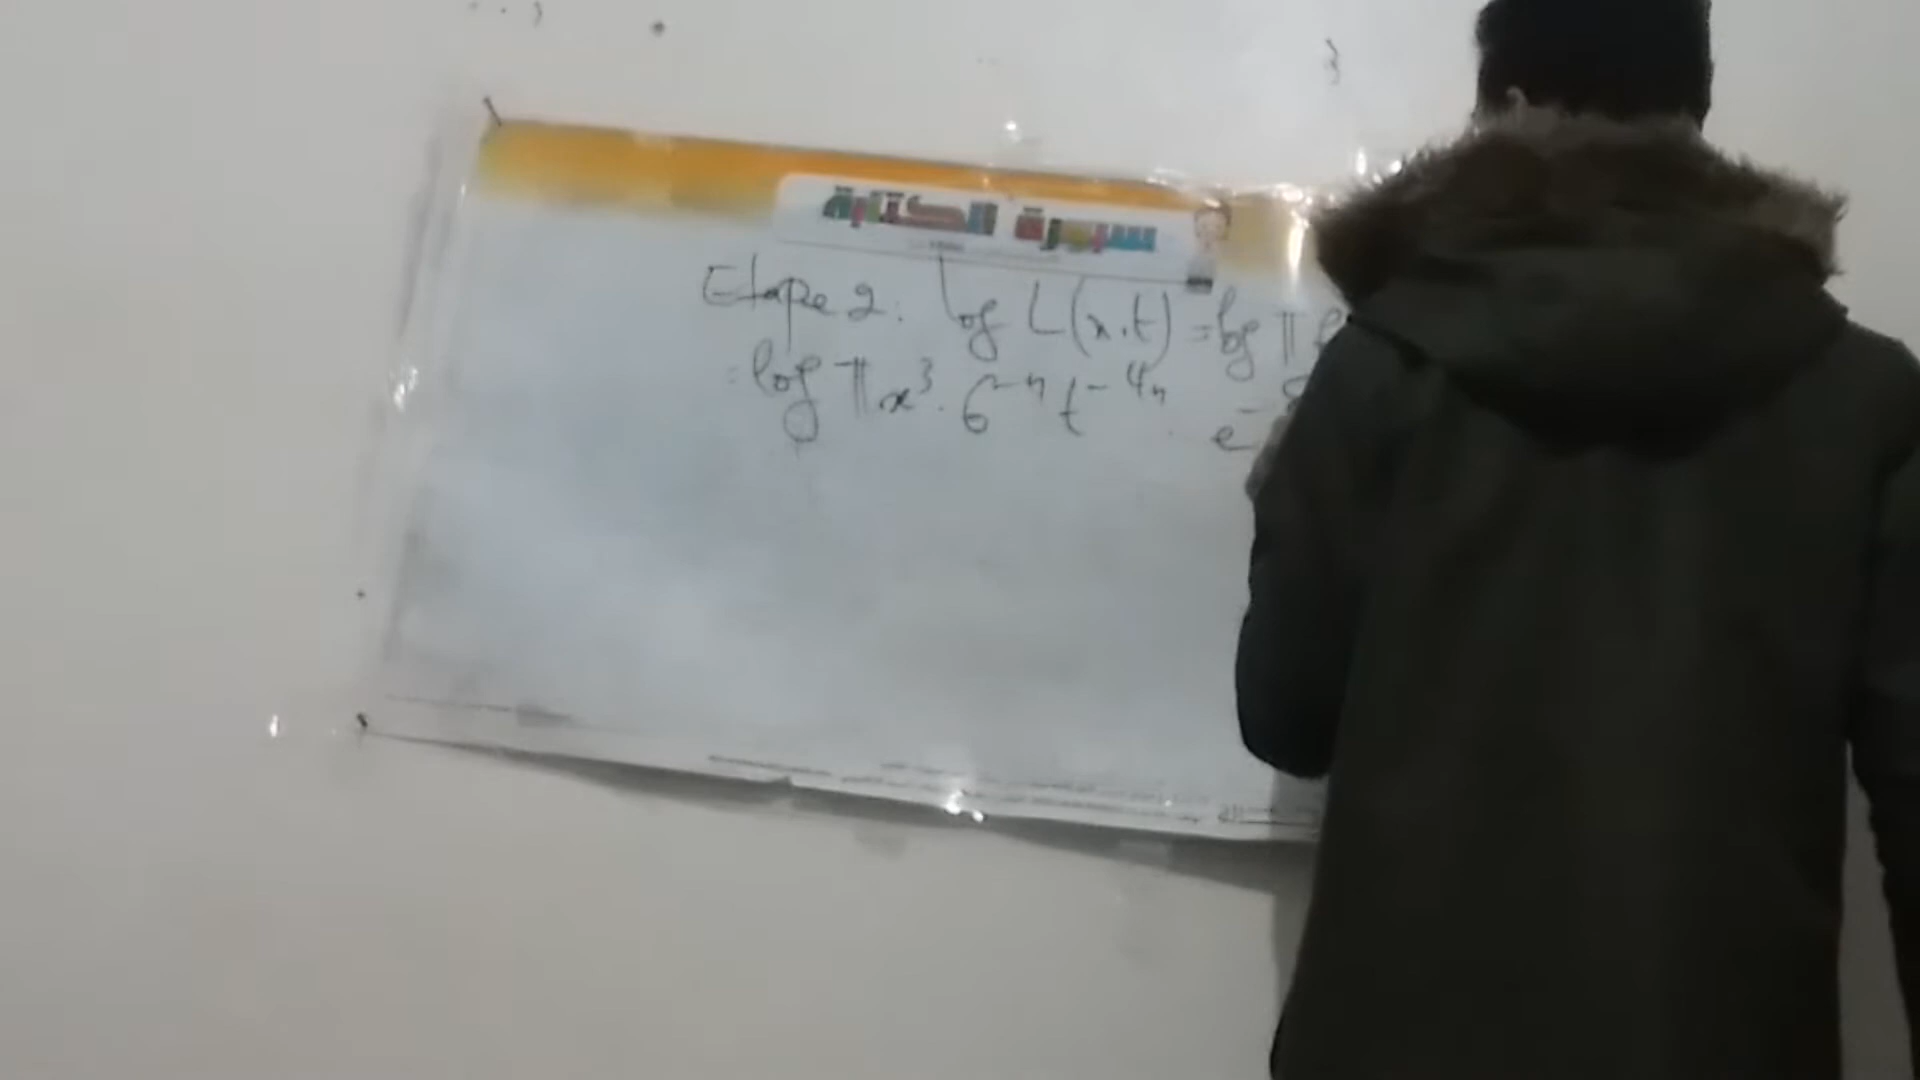 سبورة الكتابة
Etape 2: log L(x,t) = log π f
= log π x³. 6⁻ⁿ t⁻⁴ⁿ. e⁻